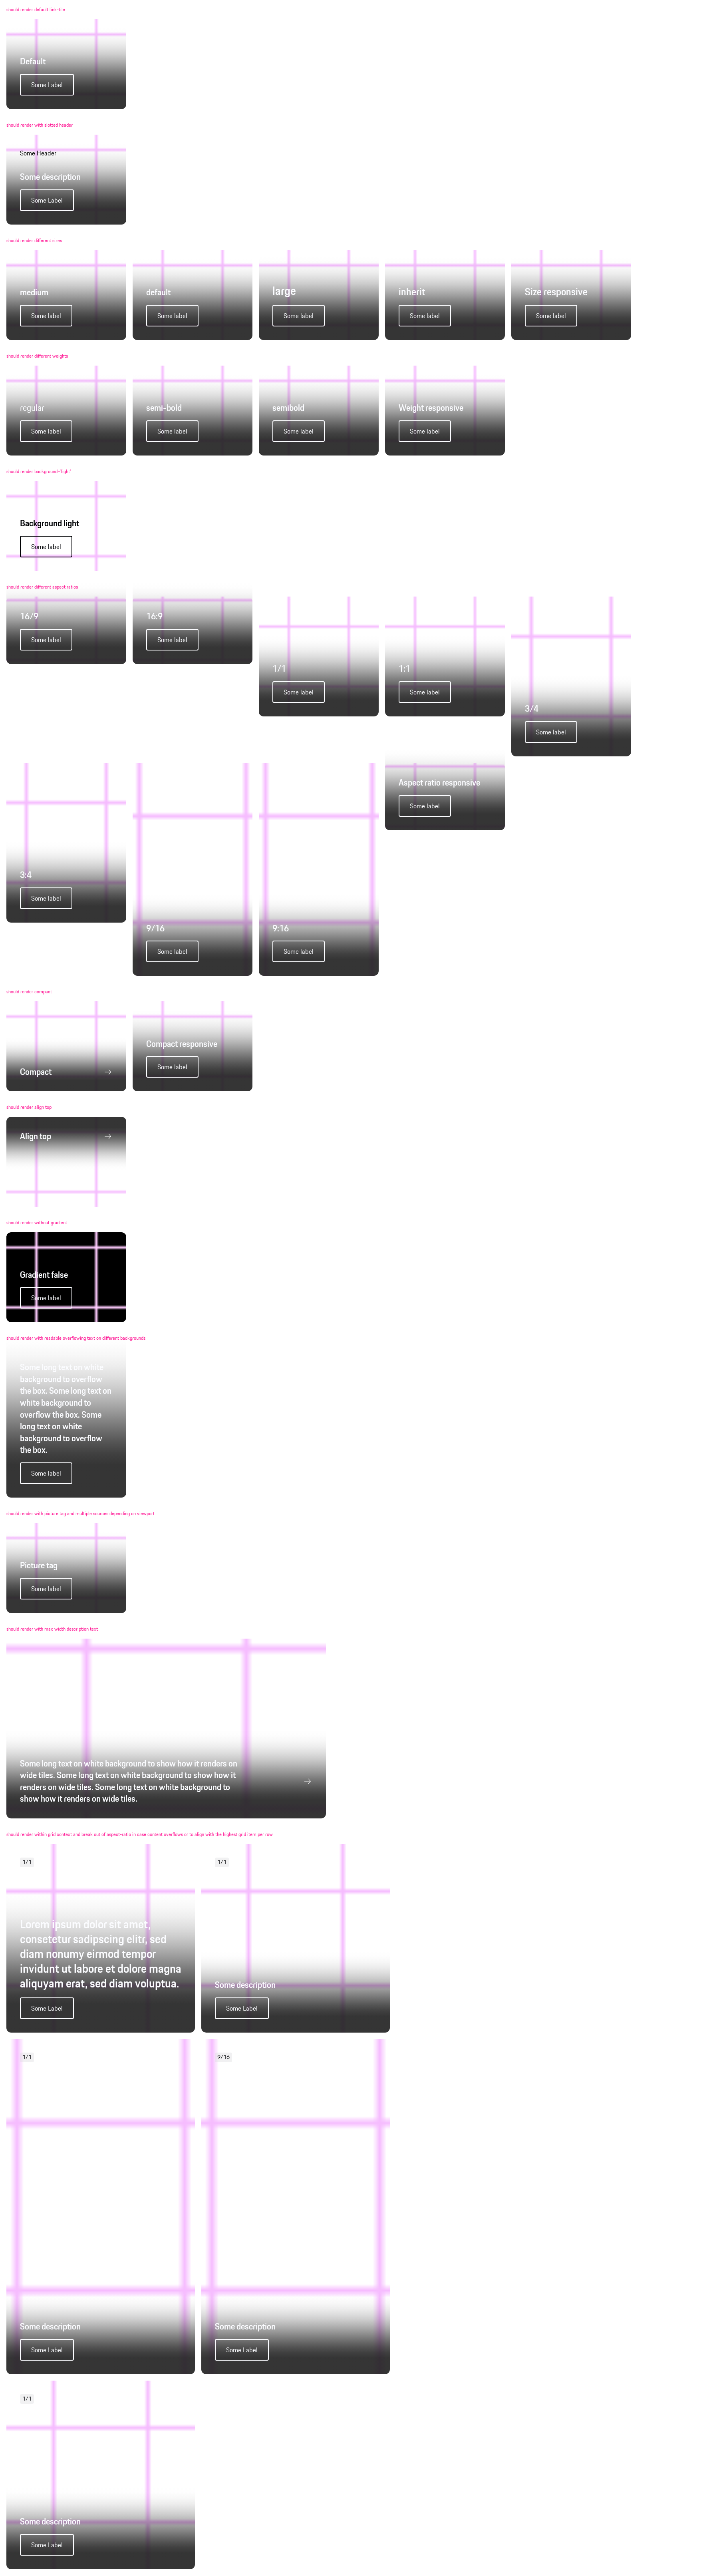 should render default link-tile
Default
Some Label
should render with slotted header
Some Header
Some description
Some Label
should render different sizes
medium
default
large
inherit
Size responsive
Some label
Some label
Some label
Some label
Some label
should render different weights
regular
semi-bold
semibold
Weight responsive
Some label
Some label
Some label
Some label
should render background='light'
Background light
Some label
should render different aspect ratios
16/9
16:9
Some label
Some label
1/1
1:1
Some label
Some label
3/4
Some label
Aspect ratio responsive
Some label
3:4
Some label
9/16
9:16
Some label
Some label
should render compact
Compact responsive
Some label
Compact
should render align top
Align top
should render without gradient
Gradient false
Some label
should render with readable overflowing text on different backgrounds
Some long text on white
background to overflow
the box. Some long text on
white background to
overflow the box. Some
long text on white
background to overflow
the box.
Some label
should render with picture tag and multiple sources depending on viewport
Picture tag
Some label
should render with max width description text
Some long text on white background to show how it renders on
wide tiles. Some long text on white background to show how it
renders on wide tiles. Some long text on white background to
show how it renders on wide tiles.
should render within grid context and break out of aspect-ratio in case content overflows or to align with the highest grid item per row
1/1
1/1
Lorem ipsum dolor sit amet,
consetetur sadipscing elitr, sed
diam nonumy eirmod tempor
invidunt ut labore et dolore magna
aliquyam erat, sed diam voluptua.
Some Label
Some description
Some Label
1/1
9/16
Some description
Some description
Some Label
Some Label
1/1
Some description
Some Label